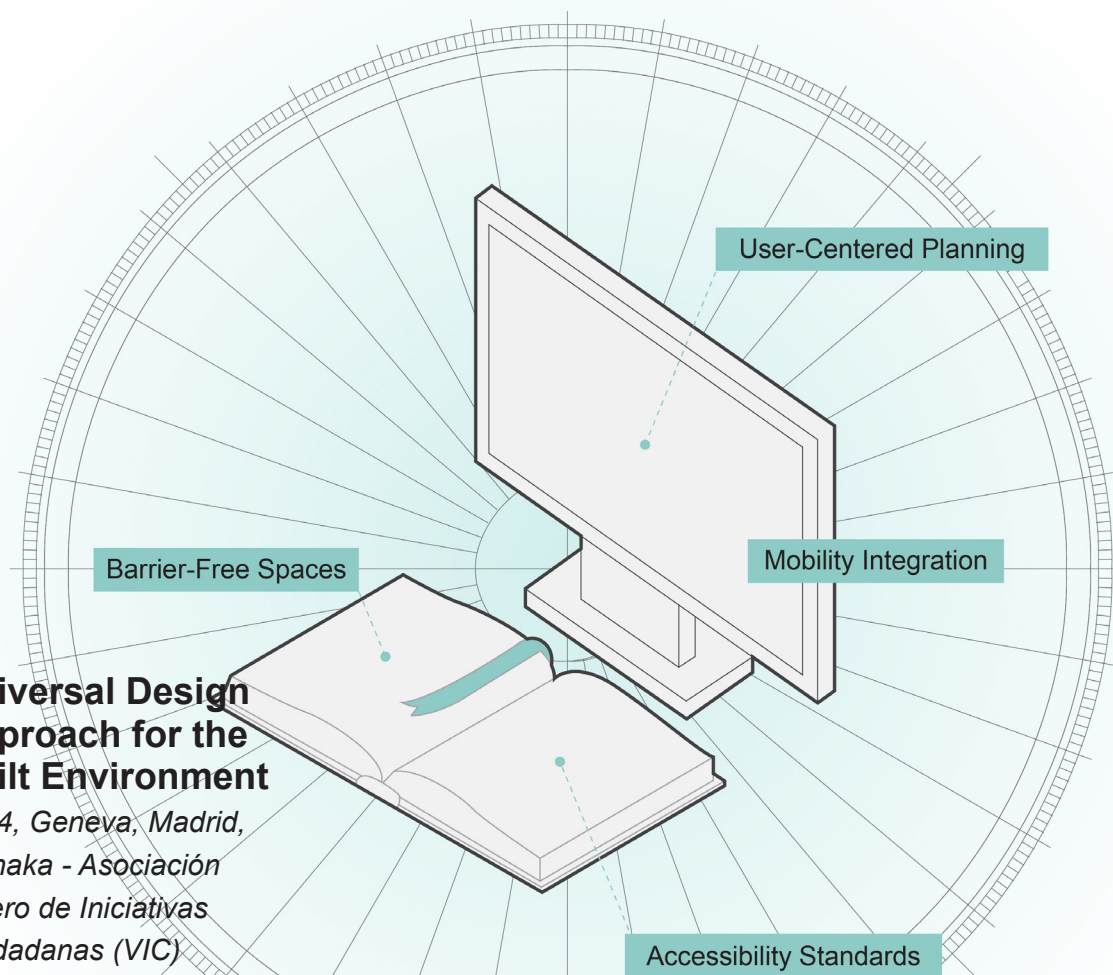 User-Centered Planning
Mobility Integration
Barrier-Free Spaces
iversal Design
proach for the
ilt Environment
4, Geneva, Madrid,
naka - Asociación
ero de Iniciativas
dadanas (VIC)
Accessibility Standards